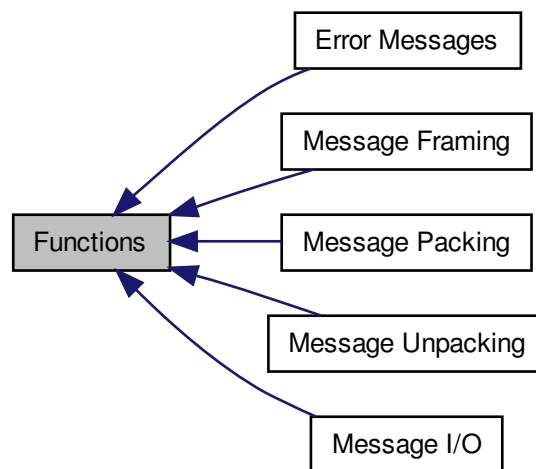 Error Messages
Message Framing
Functions
Message Packing
Message Unpacking
Message I/O